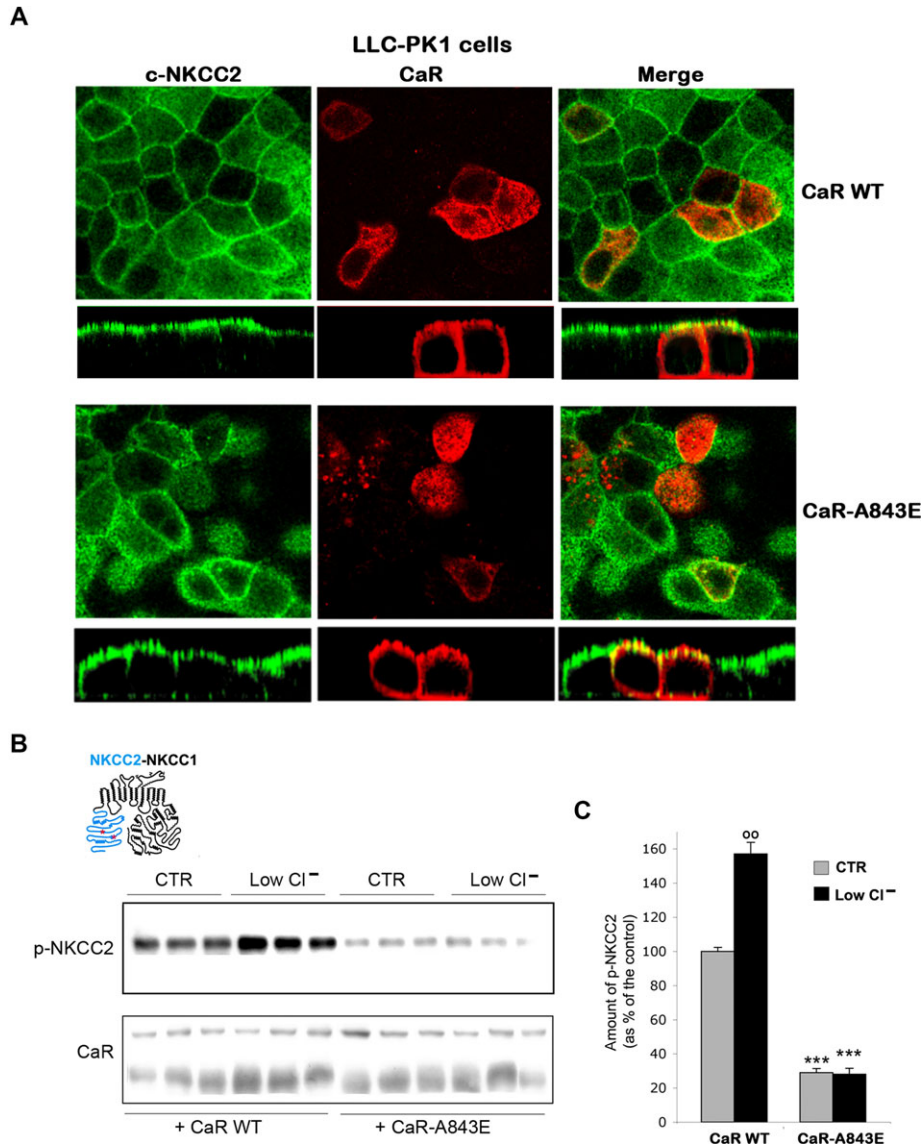 A
LLC-PK1 cells
c-NKCC2 CaR Merge
CaR WT
CaR-A843E
B
NKCC2-NKCC1
CTR Low Cl⁻ CTR Low Cl⁻
p-NKCC2
CaR
+ CaR WT + CaR-A843E
C
Amount of p-NKCC2
(as % of the control)
160
140
120
100
80
60
40
20
0
oo
*** ***
CTR
Low Cl⁻
CaR WT CaR-A843E